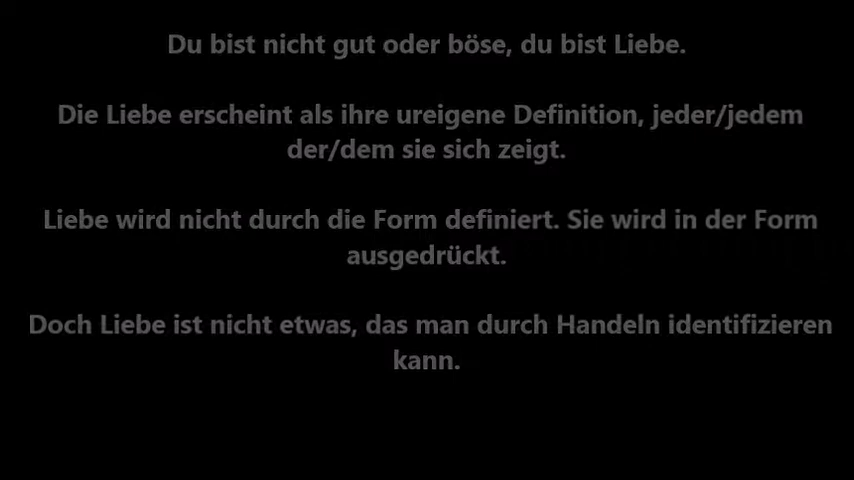 Du bist nicht gut oder böse, du bist Liebe.
Die Liebe erscheint als ihre ureigene Definition, jeder/jedem
der/dem sie sich zeigt.
Liebe wird nicht durch die Form definiert. Sie wird in der Form
ausgedrückt.
Doch Liebe ist nicht etwas, das man durch Handeln identifizieren
kann.